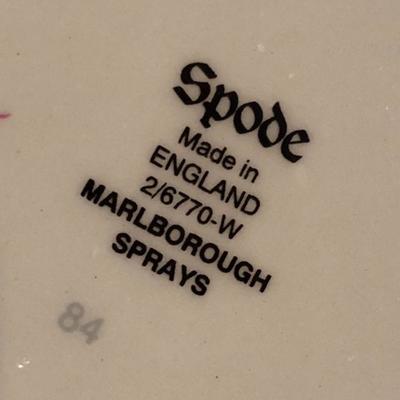 Spode
Made in
ENGLAND
2/6770-W
MARLBOROUGH
SPRAYS
84